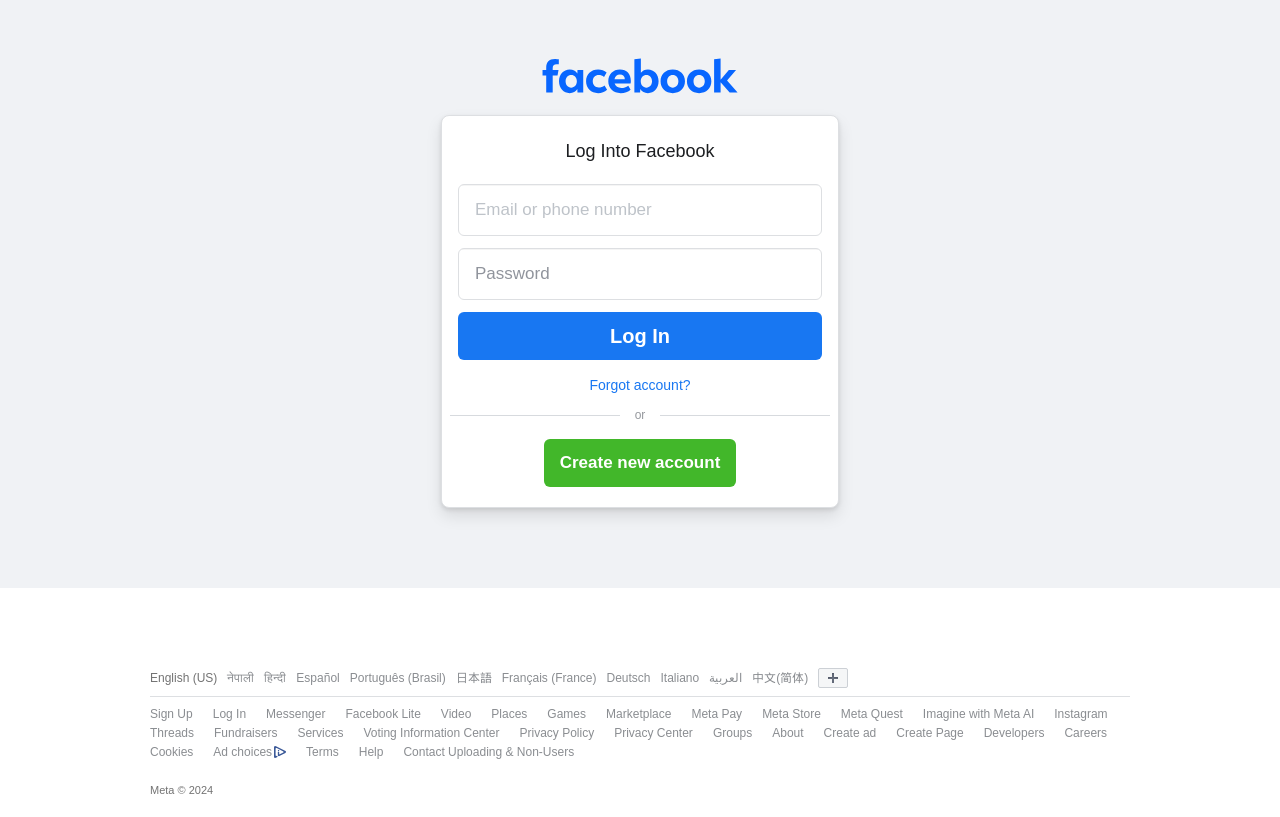 facebook
Log Into Facebook
Email or phone number
Password
Log In
Forgot account?
or
Create new account
English (US) नेपाली हिन्दी Español Português (Brasil) 日本語 Français (France) Deutsch Italiano العربية 中文(简体)
Sign Up Log In Messenger Facebook Lite Video Places Games Marketplace Meta Pay Meta Store Meta Quest Imagine with Meta AI Instagram
Threads Fundraisers Services Voting Information Center Privacy Policy Privacy Center Groups About Create ad Create Page Developers Careers
Cookies Ad choices Terms Help Contact Uploading & Non-Users
Meta © 2024